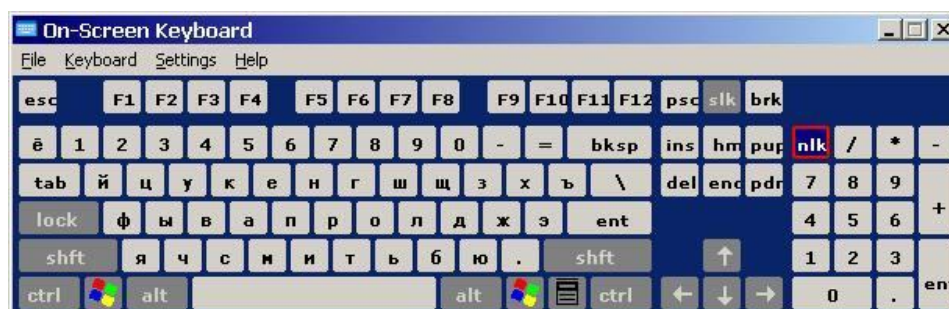 On-Screen Keyboard
File Keyboard Settings Help
esc F1 F2 F3 F4 F5 F6 F7 F8 F9 F10 F11 F12 psc slk brk
ё 1 2 3 4 5 6 7 8 9 0 - = bksp ins hm pup nlk / * -
tab й ц у к е н г ш щ з х ъ \ del end pdn 7 8 9 +
lock ф ы в а п р о л д ж э ent 4 5 6
shft я ч с м и т ь б ю . shft ↑ 1 2 3 ent
ctrl alt alt ctrl ← ↓ → 0 .